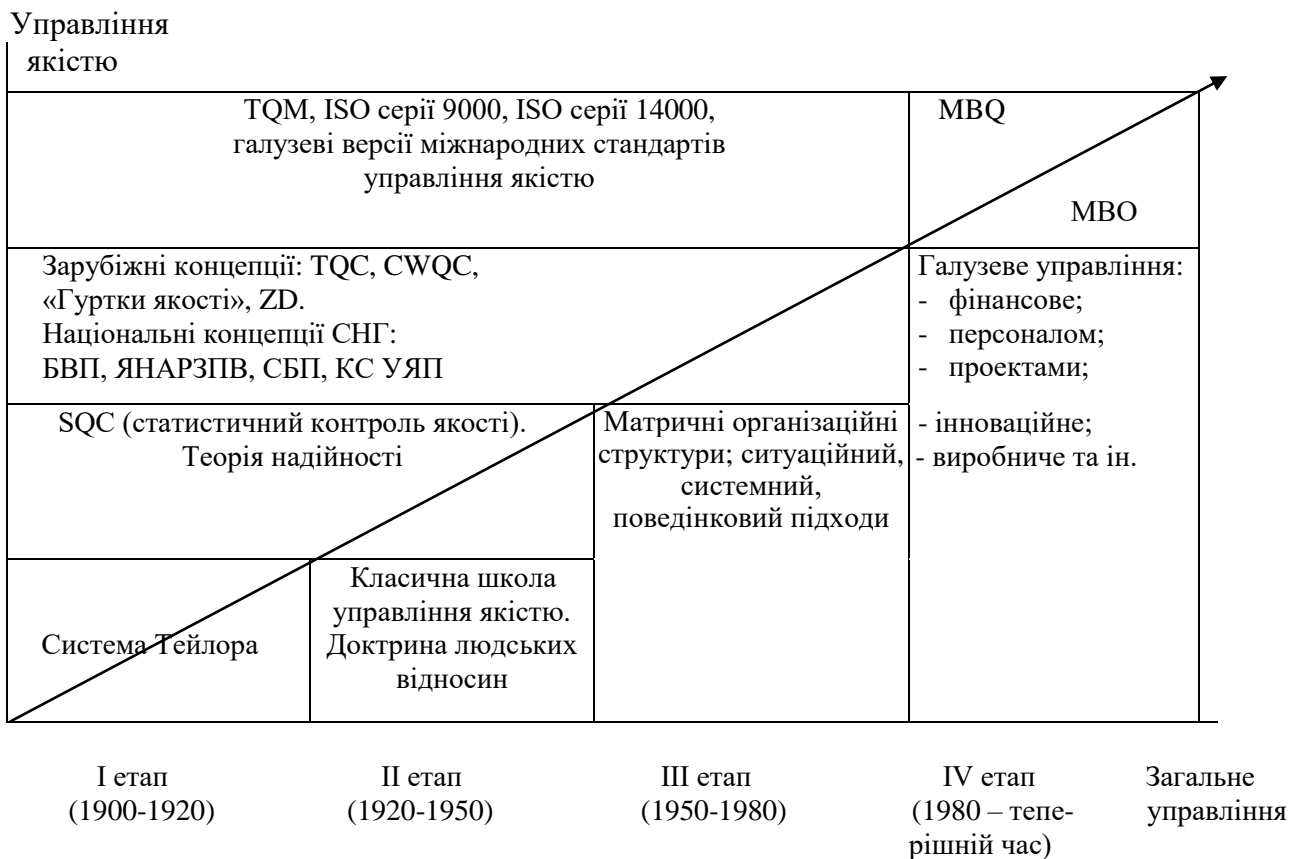 Управління
якістю
TQM, ISO серії 9000, ISO серії 14000,
галузеві версії міжнародних стандартів
управління якістю
MBQ
MBO
Зарубіжні концепції: TQC, CWQC,
«Гуртки якості», ZD.
Національні концепції СНГ:
БВП, ЯНАРЗПВ, СБП, КС УЯП
Галузеве управління:
- фінансове;
- персоналом;
- проектами;
- інноваційне;
- виробниче та ін.
SQC (статистичний контроль якості).
Теорія надійності
Матричні організаційні
структури; ситуаційний,
системний,
поведінковий підходи
Система Тейлора
Класична школа
управління якістю.
Доктрина людських
відносин
І етап
(1900-1920)
ІІ етап
(1920-1950)
ІІІ етап
(1950-1980)
IV етап
(1980 – тепе-
рішній час)
Загальне
управління